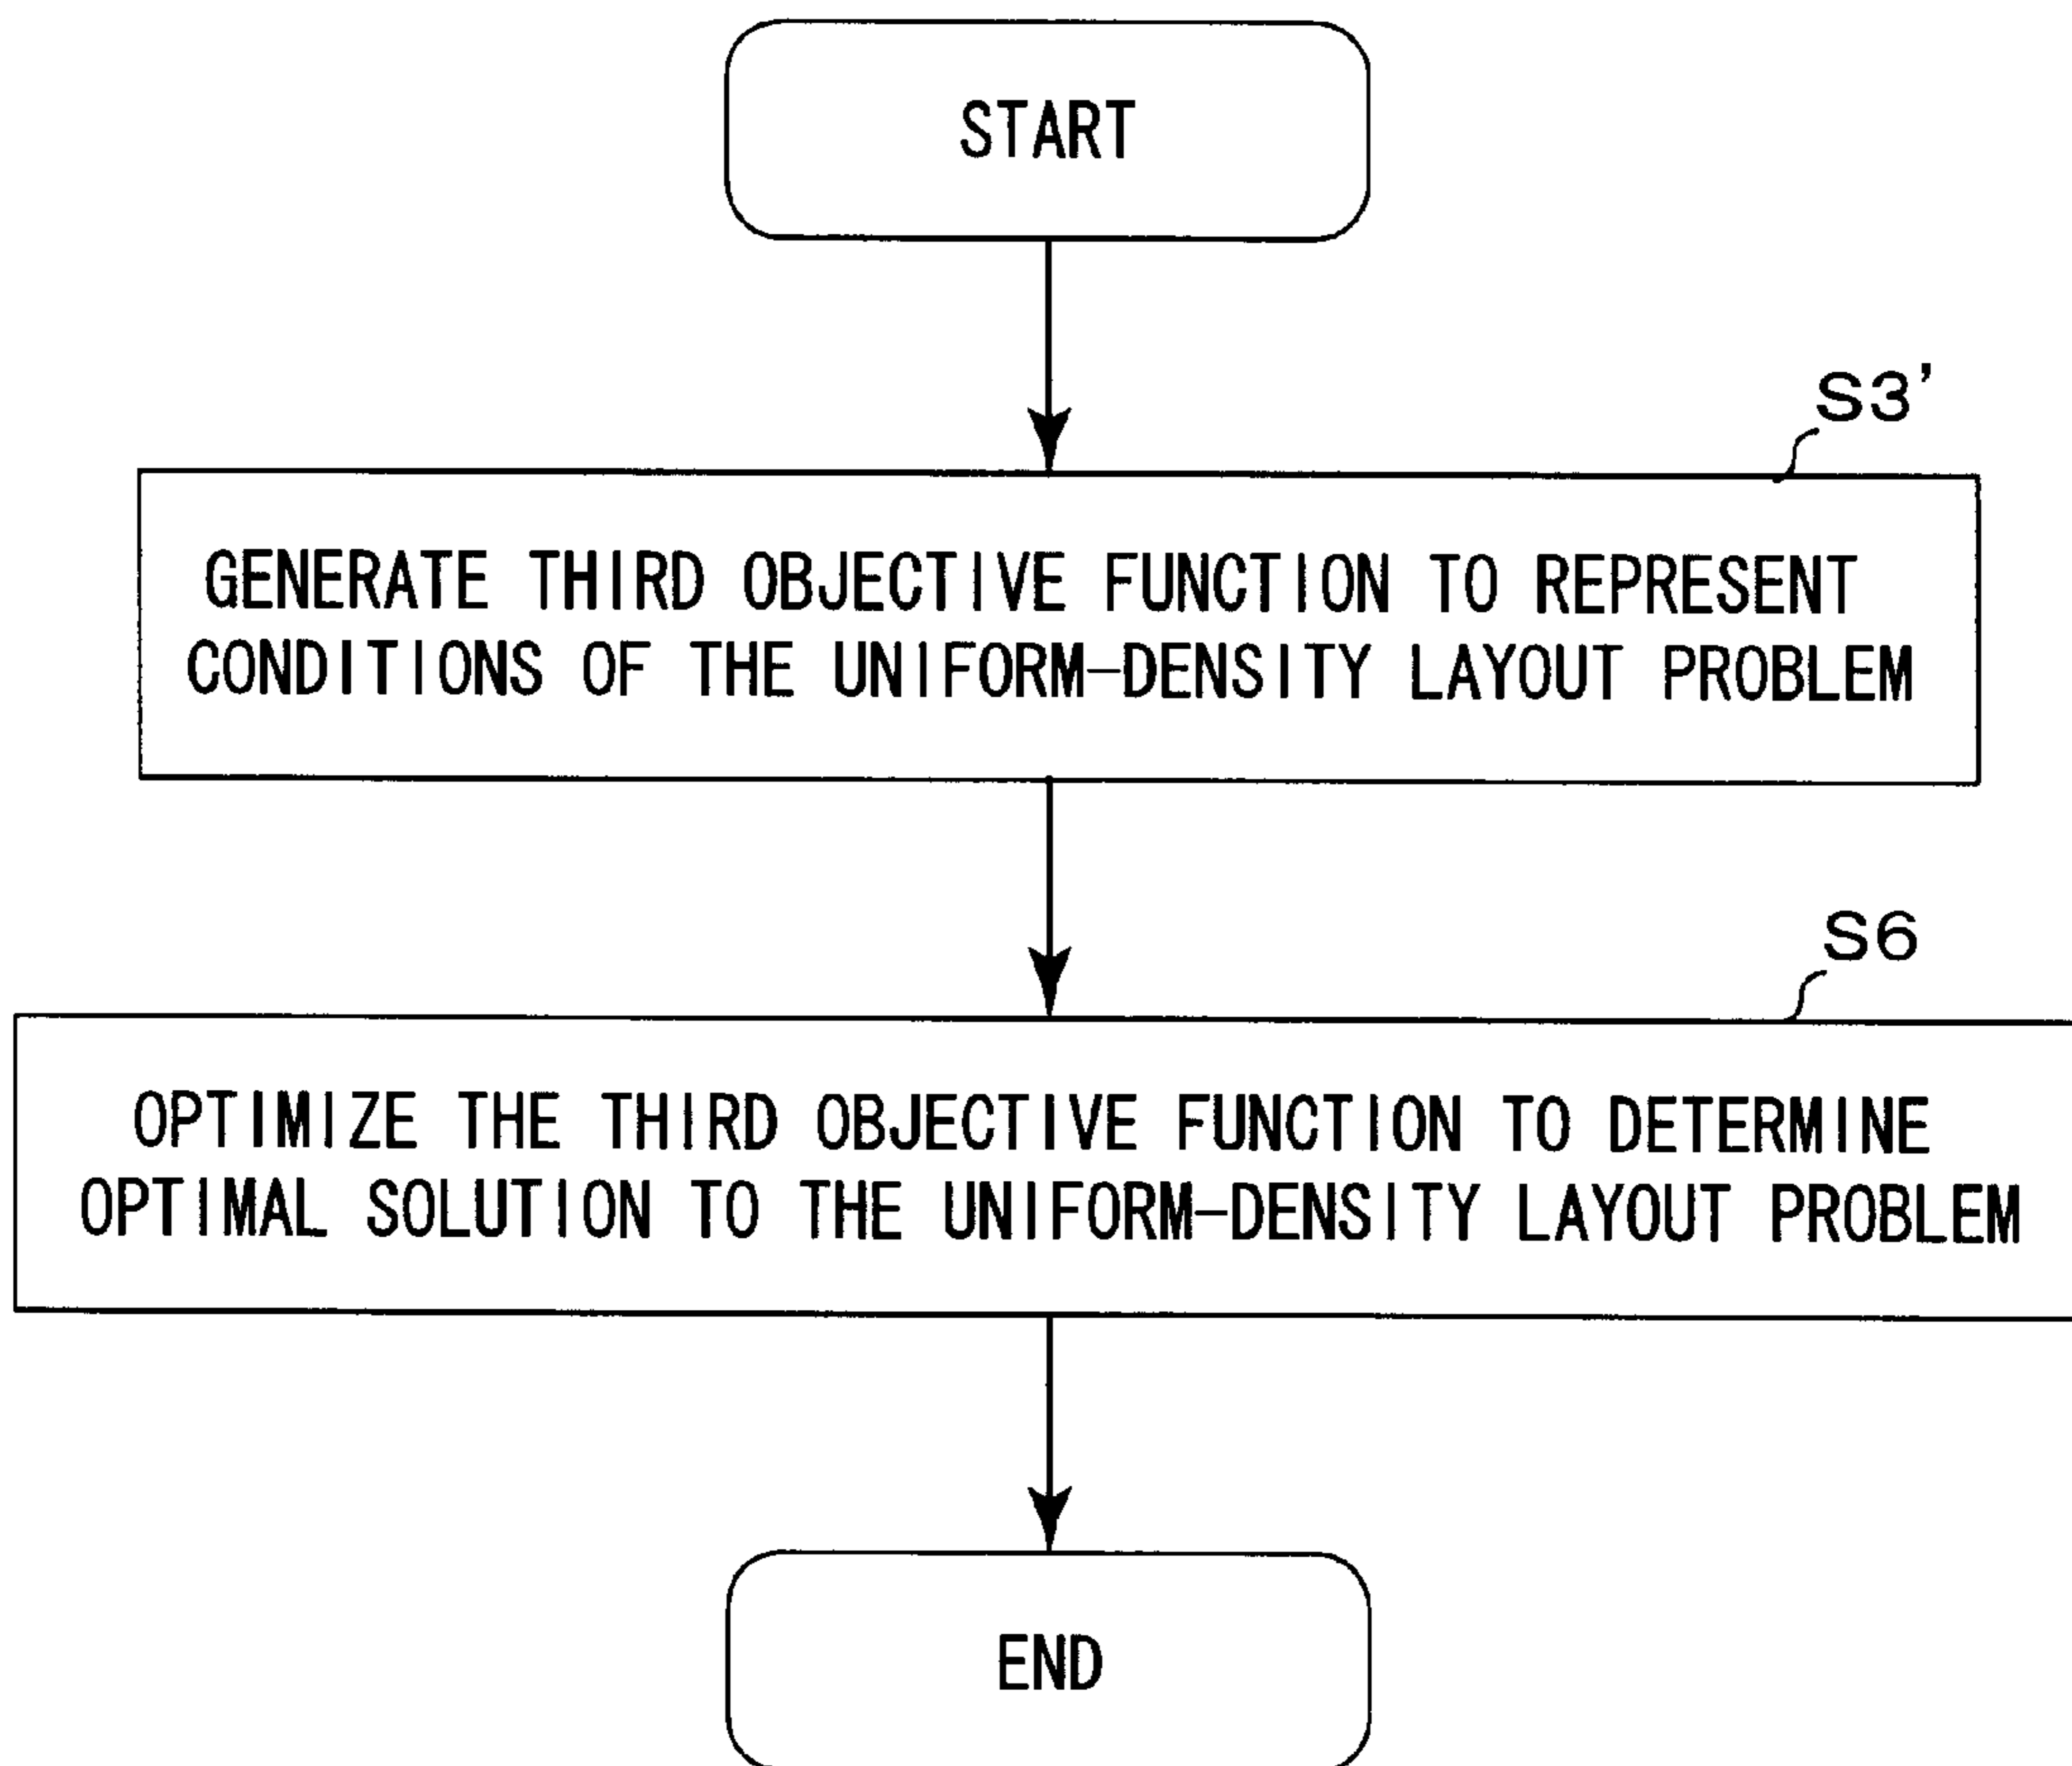 START
S3'
GENERATE THIRD OBJECTIVE FUNCTION TO REPRESENT
CONDITIONS OF THE UNIFORM-DENSITY LAYOUT PROBLEM
S6
OPTIMIZE THE THIRD OBJECTIVE FUNCTION TO DETERMINE
OPTIMAL SOLUTION TO THE UNIFORM-DENSITY LAYOUT PROBLEM
END